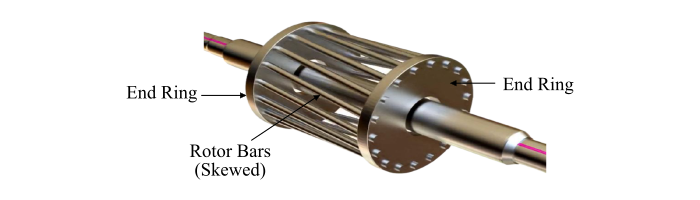 End Ring
End Ring
Rotor Bars
(Skewed)